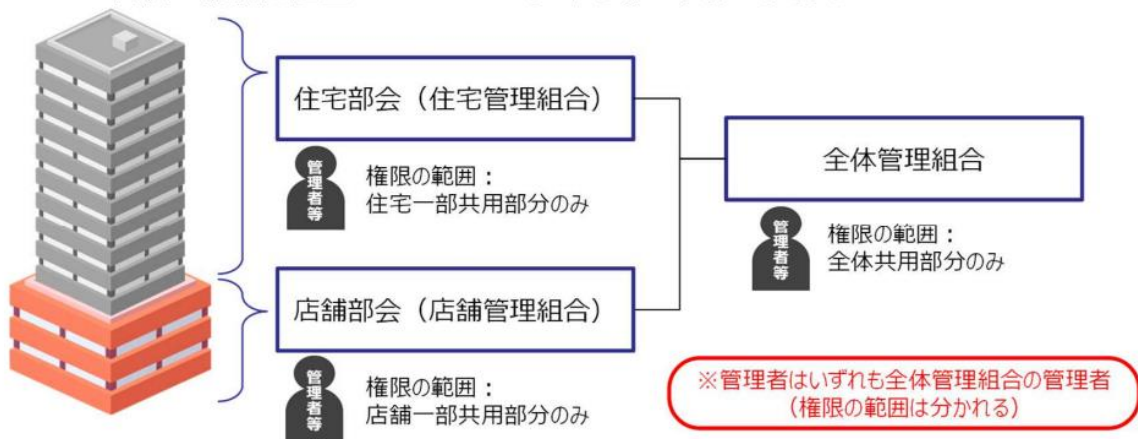 住宅部会（住宅管理組合）
管理者等
権限の範囲：
住宅一部共用部分のみ
全体管理組合
管理者等
権限の範囲：
全体共用部分のみ
店舗部会（店舗管理組合）
管理者等
権限の範囲：
店舗一部共用部分のみ
※管理者はいずれも全体管理組合の管理者
（権限の範囲は分かれる）